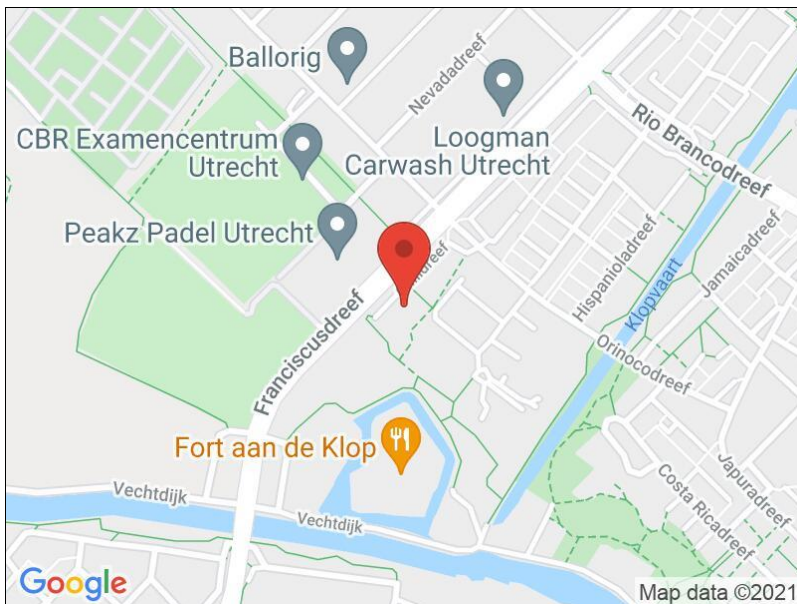 Ballorig
Nevadadreef
CBR Examencentrum
Utrecht
Loogman
Carwash Utrecht
Rio Brancodreef
Peakz Padel Utrecht
Hispanioladreef
Jamaicadreef
Klopvaart
Franciscusdreef
Orinocodreef
Fort aan de Klop
Costa Ricadreef
Japuradreef
Vechtdijk
Vechtdijk
Google
Map data ©2021